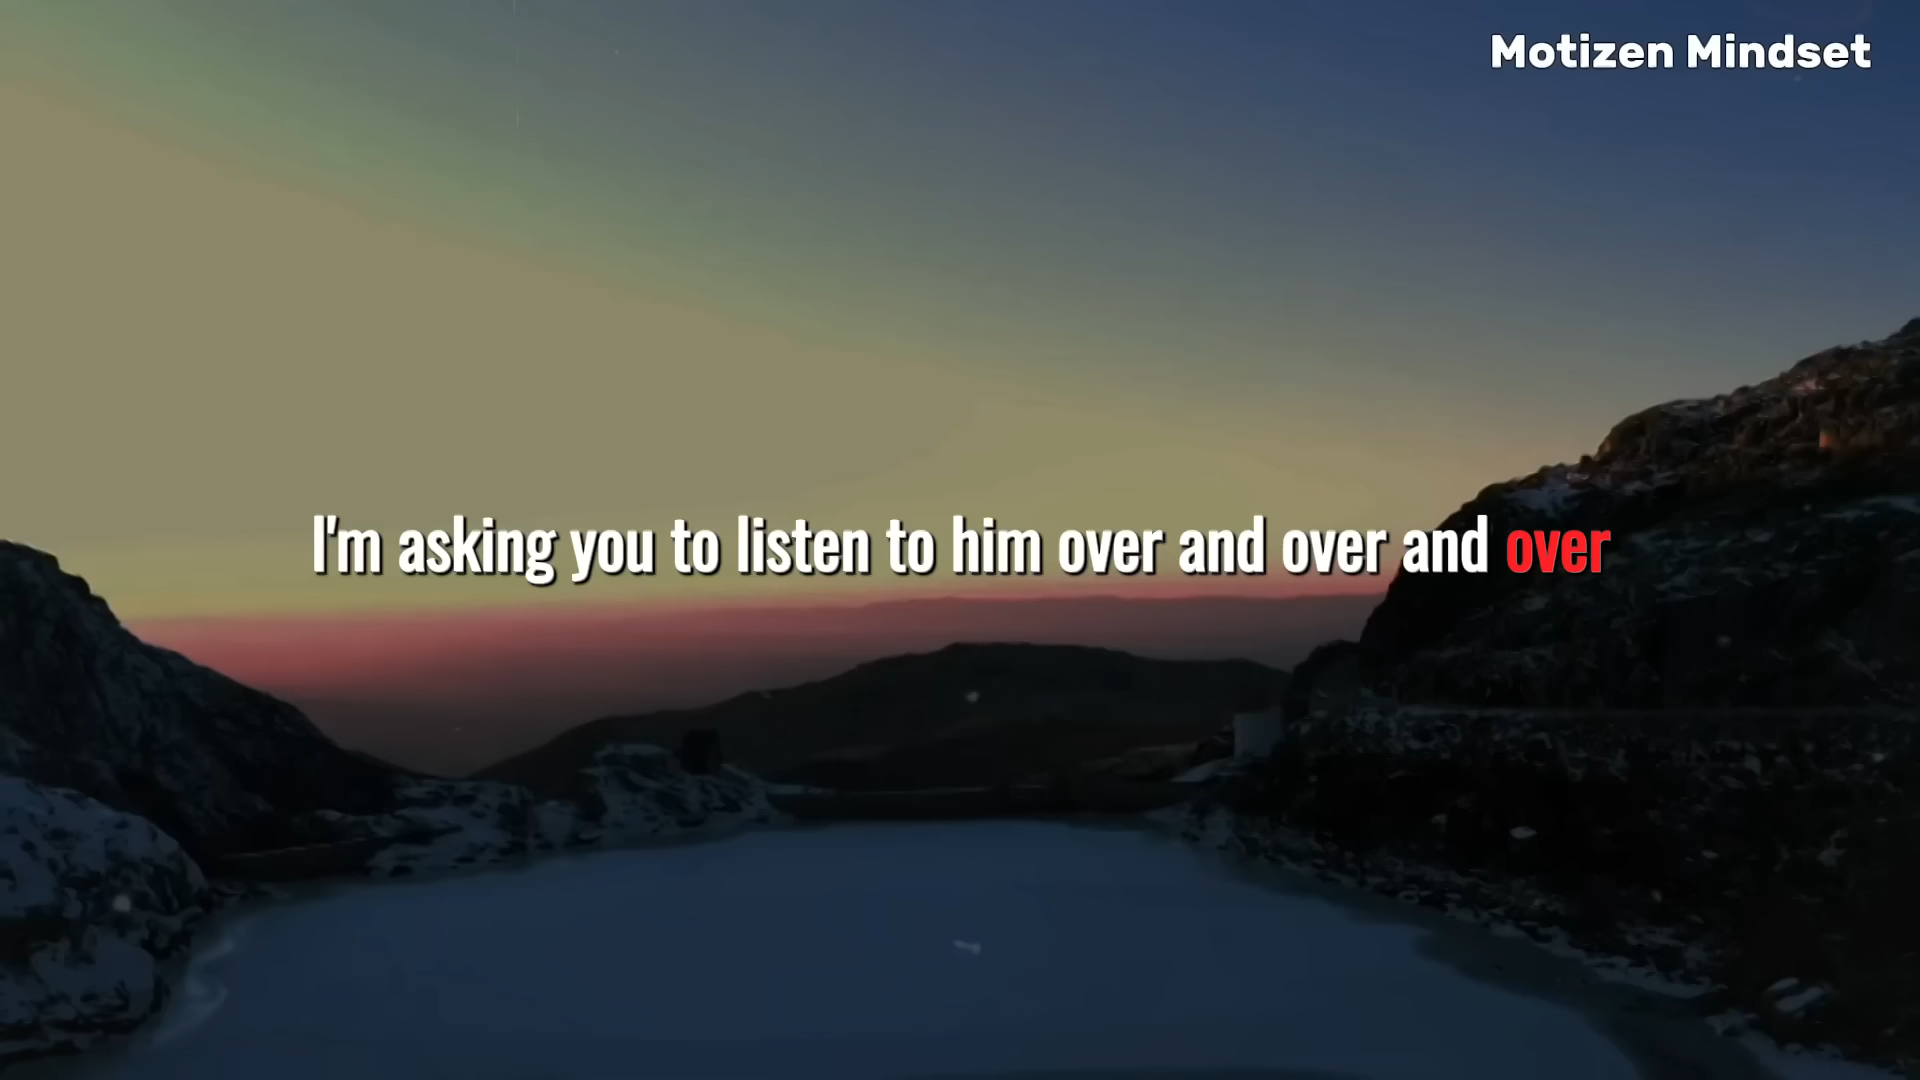 Motizen Mindset
I'm asking you to listen to him over and over and over